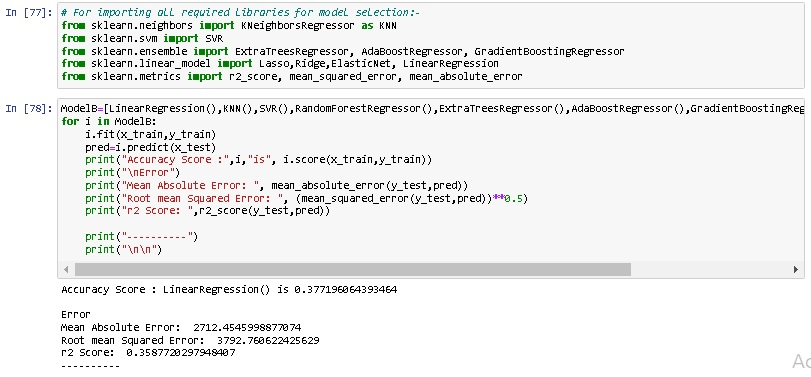 In [77]: # For importing all required libraries for model selection:-
from sklearn.neighbors import KNeighborsRegressor as KNN
from sklearn.svm import SVR
from sklearn.ensemble import ExtraTreesRegressor, AdaBoostRegressor, GradientBoostingRegressor
from sklearn.linear_model import Lasso,Ridge,ElasticNet, LinearRegression
from sklearn.metrics import r2_score, mean_squared_error, mean_absolute_error
In [78]: ModelB=[LinearRegression(),KNN(),SVR(),RandomForestRegressor(),ExtraTreesRegressor(),AdaBoostRegressor(),GradientBoostingReg
for i in ModelB:
    i.fit(x_train,y_train)
    pred=i.predict(x_test)
    print("Accuracy Score :",i,"is", i.score(x_train,y_train))
    print("\nError")
    print("Mean Absolute Error: ", mean_absolute_error(y_test,pred))
    print("Root mean Squared Error: ", (mean_squared_error(y_test,pred))**0.5)
    print("r2 Score: ",r2_score(y_test,pred))
    print("----------")
    print("\n\n")
Accuracy Score : LinearRegression() is 0.377196064393464
Error
Mean Absolute Error:  2712.4545998877074
Root mean Squared Error:  3792.760622425629
r2 Score:  0.3587720297948407
----------
Ac